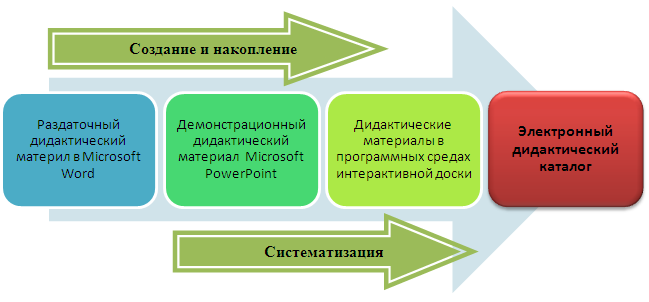 Создание и накопление
Раздаточный
дидактический
материл в Microsoft
Word
Демонстрационный
дидактический
материал Microsoft
PowerPoint
Дидактические
материалы в
программных средах
интерактивной доски
Электронный
дидактический
каталог
Систематизация